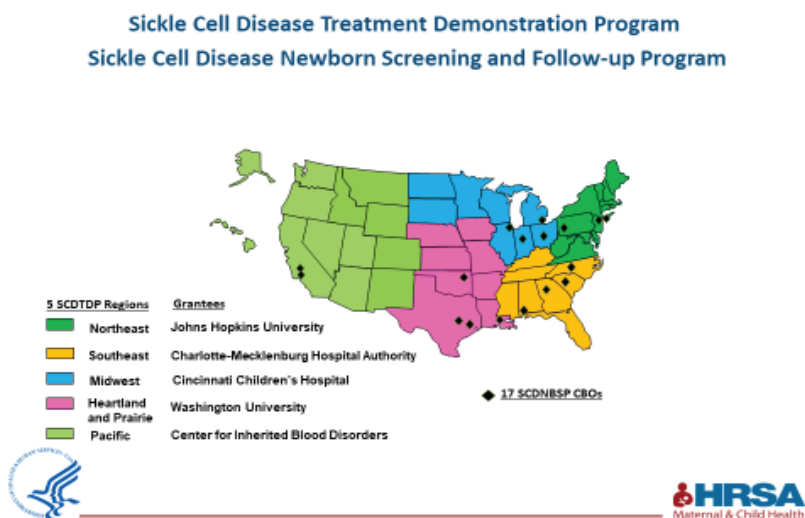 Sickle Cell Disease Treatment Demonstration Program
Sickle Cell Disease Newborn Screening and Follow-up Program
5 SCDTDP Regions Grantees
Northeast Johns Hopkins University
Southeast Charlotte-Mecklenburg Hospital Authority
Midwest Cincinnati Children's Hospital
Heartland and Prairie Washington University
Pacific Center for Inherited Blood Disorders
17 SCDNBSP CBOs
HRSA
Maternal & Child Health